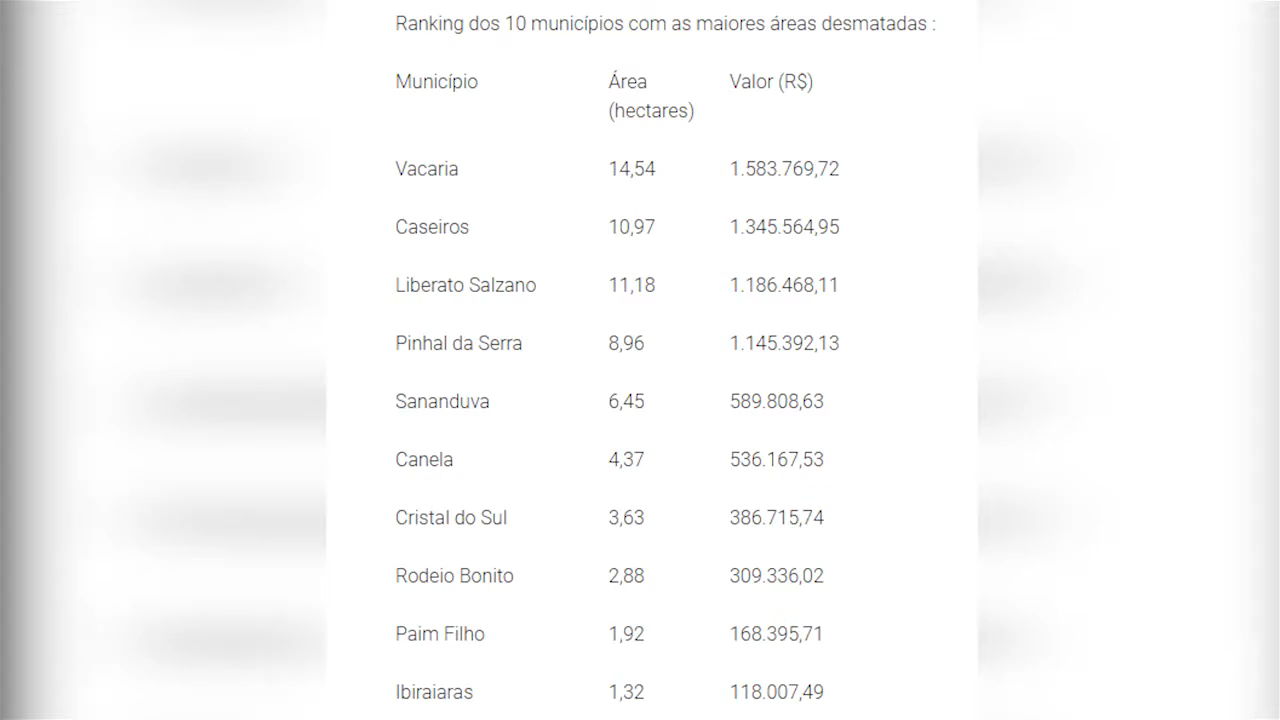 Ranking dos 10 municípios com as maiores áreas desmatadas :
Município Área (hectares) Valor (R$)
Vacaria 14,54 1.583.769,72
Caseiros 10,97 1.345.564,95
Liberato Salzano 11,18 1.186.468,11
Pinhal da Serra 8,96 1.145.392,13
Sananduva 6,45 589.808,63
Canela 4,37 536.167,53
Cristal do Sul 3,63 386.715,74
Rodeio Bonito 2,88 309.336,02
Paim Filho 1,92 168.395,71
Ibiraiaras 1,32 118.007,49